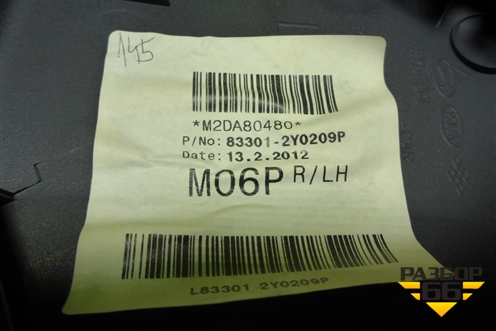 145
*M2DA80480*
P/No: 83301-2Y0209P
Date: 13.2.2012
M06P R/LH
L83301 2Y0209P
РАЗБОР
66